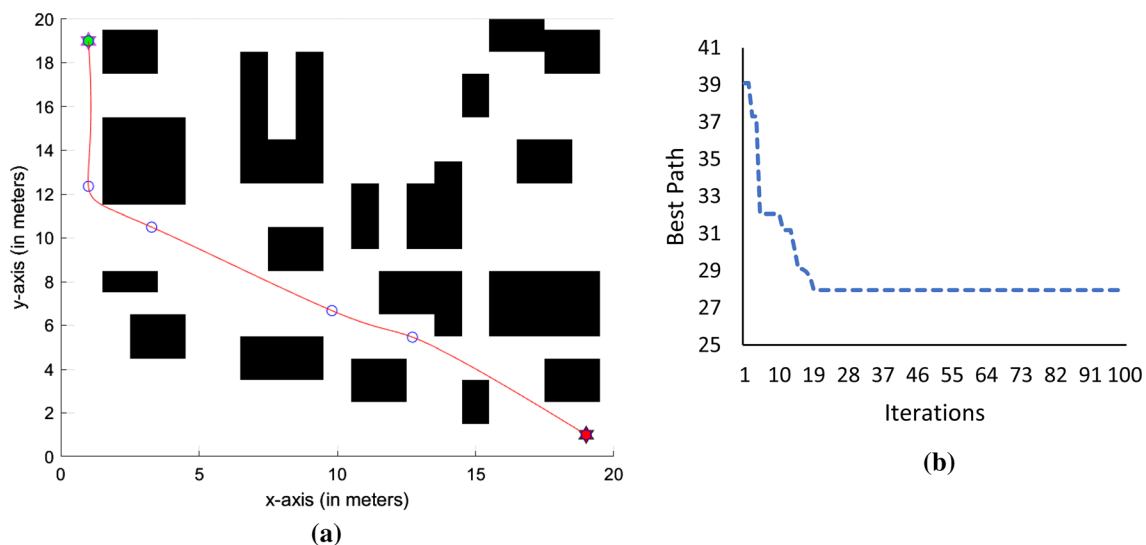 20
18
16
14
12
10
8
6
4
2
0
y-axis (in meters)
0 5 10 15 20
x-axis (in meters)
(a)
41
39
37
35
33
31
29
27
25
Best Path
1 10 19 28 37 46 55 64 73 82 91 100
Iterations
(b)